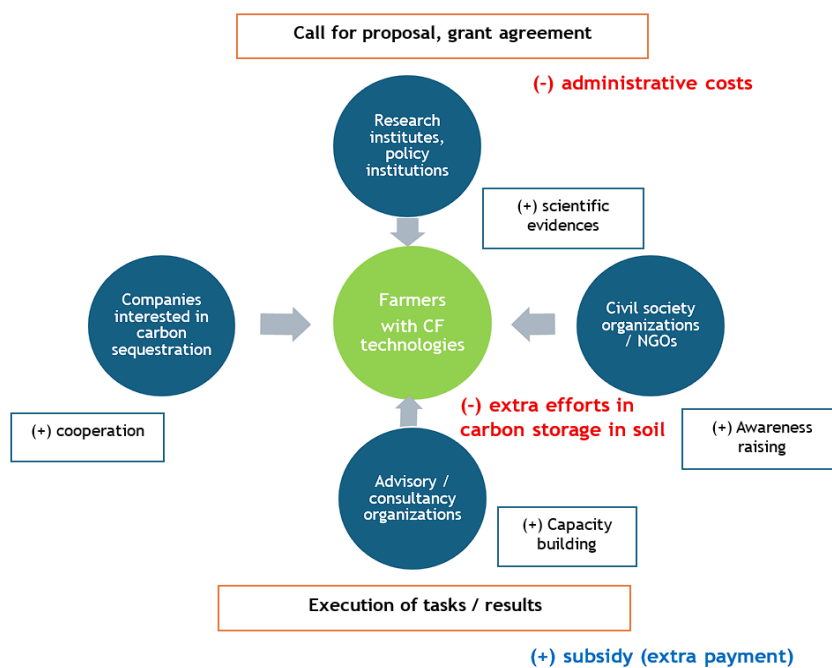 Call for proposal, grant agreement
(-) administrative costs
Research
institutes,
policy
institutions
(+) scientific
evidences
Companies
interested in
carbon
sequestration
Farmers
with CF
technologies
Civil society
organizations
/ NGOs
(+) cooperation
(-) extra efforts in
carbon storage in soil
(+) Awareness
raising
Advisory /
consultancy
organizations
(+) Capacity
building
Execution of tasks / results
(+) subsidy (extra payment)